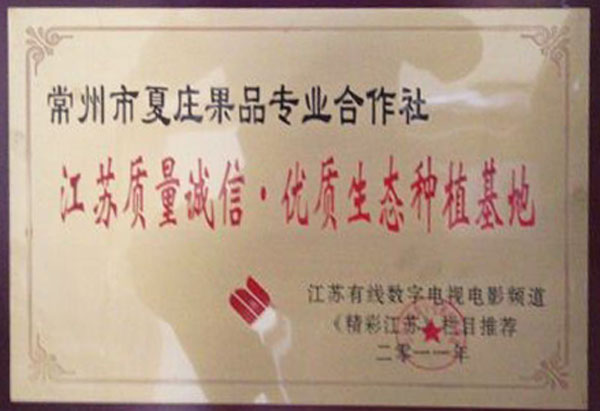 常州市夏庄果品专业合作社
江苏质量诚信·优质生态种植基地
江苏有线数字电视电影频道
《精彩江苏》栏目推荐
二零一一年